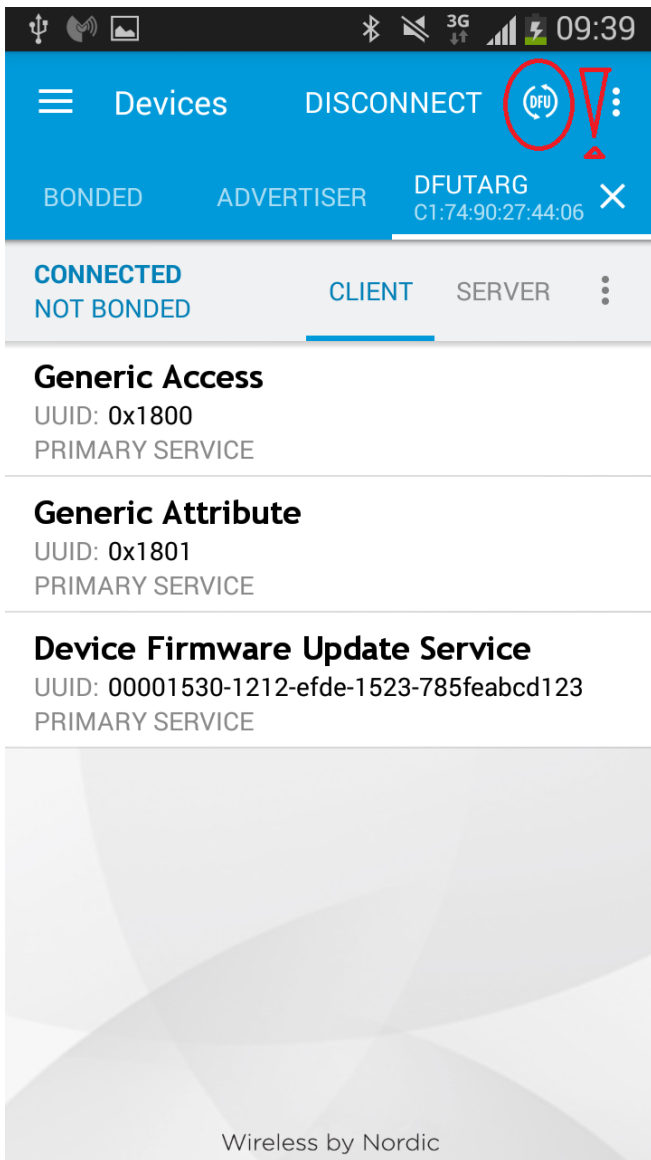 3G 09:39
Devices DISCONNECT DFU
BONDED ADVERTISER DFUTARG
C1:74:90:27:44:06
CONNECTED
NOT BONDED
CLIENT SERVER
Generic Access
UUID: 0x1800
PRIMARY SERVICE
Generic Attribute
UUID: 0x1801
PRIMARY SERVICE
Device Firmware Update Service
UUID: 00001530-1212-efde-1523-785feabcd123
PRIMARY SERVICE
Wireless by Nordic